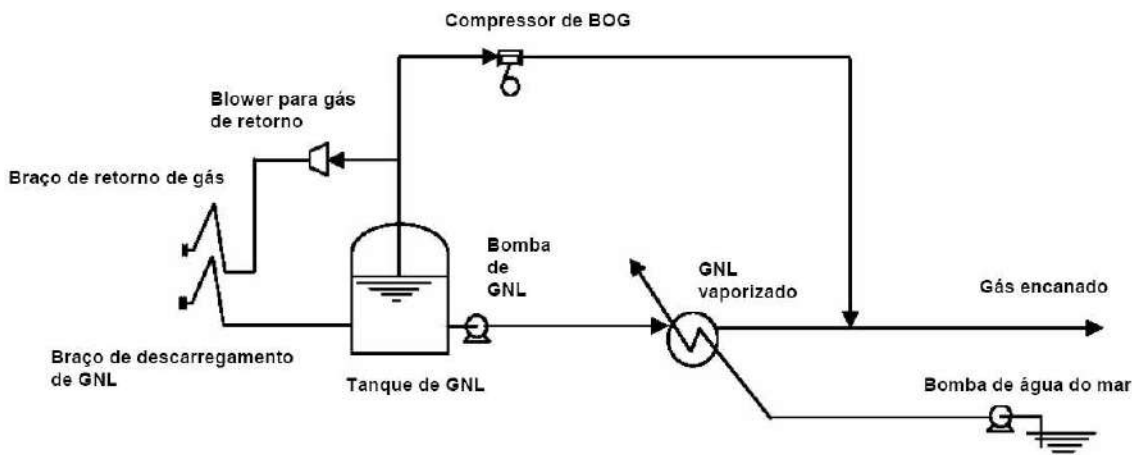 Compressor de BOG
Blower para gás
de retorno
Braço de retorno de gás
Bomba
de
GNL
GNL
vaporizado
Gás encanado
Braço de descarregamento
de GNL
Tanque de GNL
Bomba de água do mar